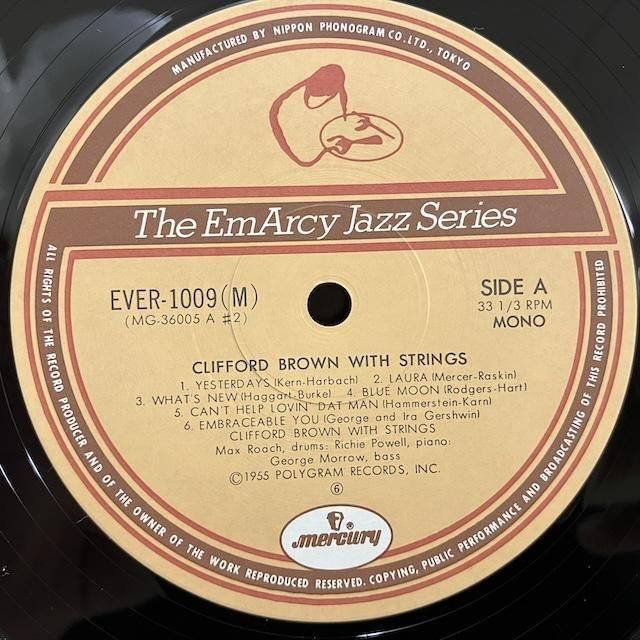 MANUFACTURED BY NIPPON PHONOGRAM CO., LTD., TOKYO
The EmArcy Jazz Series
EVER-1009(M)
(MG-36005 A #2)
SIDE A
33 1/3 RPM
MONO
CLIFFORD BROWN WITH STRINGS
1. YESTERDAYS (Kern-Harbach) 2. LAURA (Mercer-Raskin)
3. WHAT'S NEW (Haggart-Burke) 4. BLUE MOON (Rodgers-Hart)
5. CAN'T HELP LOVIN' DAT MAN (Hammerstein-Karn)
6. EMBRACEABLE YOU (George and Ira Gershwin)
CLIFFORD BROWN WITH STRINGS
Max Roach, drums: Richie Powell, piano:
George Morrow, bass
©1955 POLYGRAM RECORDS, INC.
⑥
mercury®
ALL RIGHTS OF THE RECORD PRODUCER AND OF THE OWNER OF THE WORK REPRODUCED RESERVED. COPYING, PUBLIC PERFORMANCE AND BROADCASTING OF THIS RECORD PROHIBITED